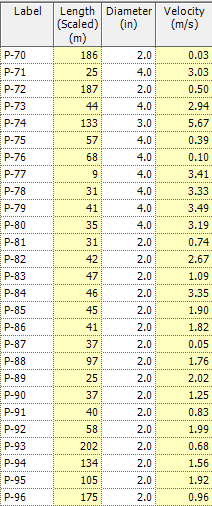 Label Length (Scaled) (m) Diameter (in) Velocity (m/s)
P-70 186 2.0 0.03
P-71 25 4.0 3.03
P-72 187 2.0 0.50
P-73 44 4.0 2.94
P-74 133 3.0 5.67
P-75 57 4.0 0.39
P-76 68 4.0 0.10
P-77 9 4.0 3.41
P-78 31 4.0 3.33
P-79 41 4.0 3.49
P-80 35 4.0 3.19
P-81 31 2.0 0.74
P-82 42 2.0 2.67
P-83 47 2.0 1.09
P-84 46 2.0 3.35
P-85 45 2.0 1.90
P-86 41 2.0 1.82
P-87 37 2.0 0.05
P-88 97 2.0 1.76
P-89 25 2.0 2.02
P-90 37 2.0 1.25
P-91 40 2.0 0.83
P-92 58 2.0 1.99
P-93 202 2.0 0.68
P-94 134 2.0 1.56
P-95 105 2.0 1.92
P-96 175 2.0 0.96